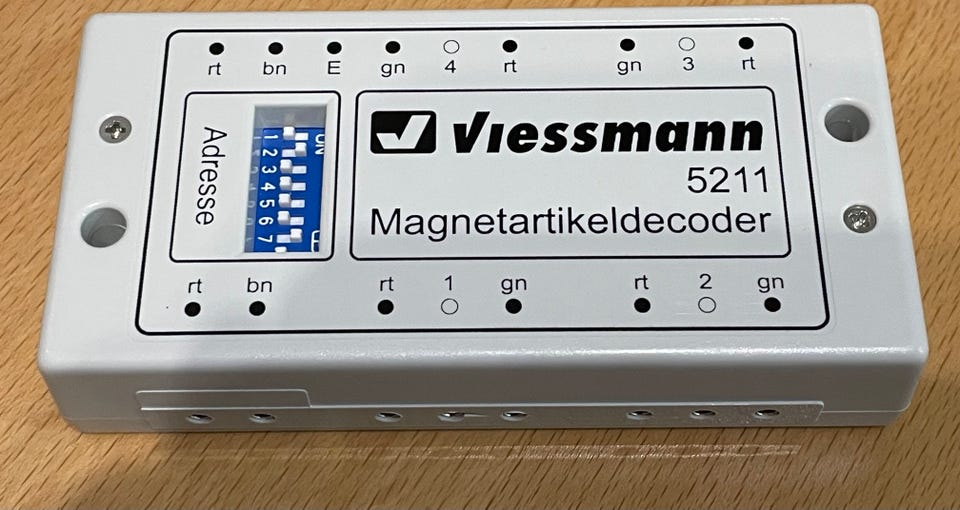 rt bn E gn 4 rt gn 3 rt
Adresse
ON
1 2 3 4 5 6 7
Viessmann
5211
Magnetartikeldecoder
rt bn rt 1 gn rt 2 gn